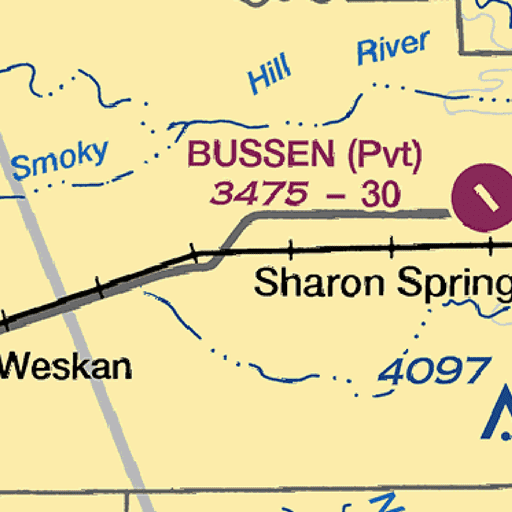 River
Hill
Smoky
BUSSEN (Pvt)
3475 – 30
Sharon Spring
Weskan
4097
N